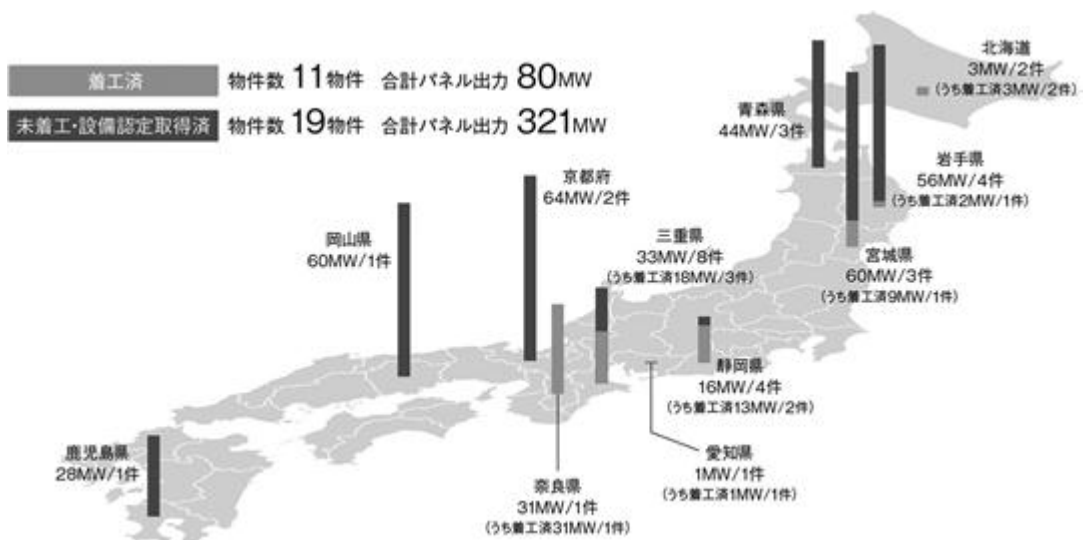 着工済 物件数 11物件 合計パネル出力 80MW
未着工・設備認定取得済 物件数 19物件 合計パネル出力 321MW
北海道
3MW/2件
(うち着工済3MW/2件)
青森県
44MW/3件
岩手県
56MW/4件
(うち着工済2MW/1件)
宮城県
60MW/3件
(うち着工済9MW/1件)
京都府
64MW/2件
岡山県
60MW/1件
三重県
33MW/8件
(うち着工済18MW/3件)
静岡県
16MW/4件
(うち着工済13MW/2件)
愛知県
1MW/1件
(うち着工済1MW/1件)
奈良県
31MW/1件
(うち着工済31MW/1件)
鹿児島県
28MW/1件